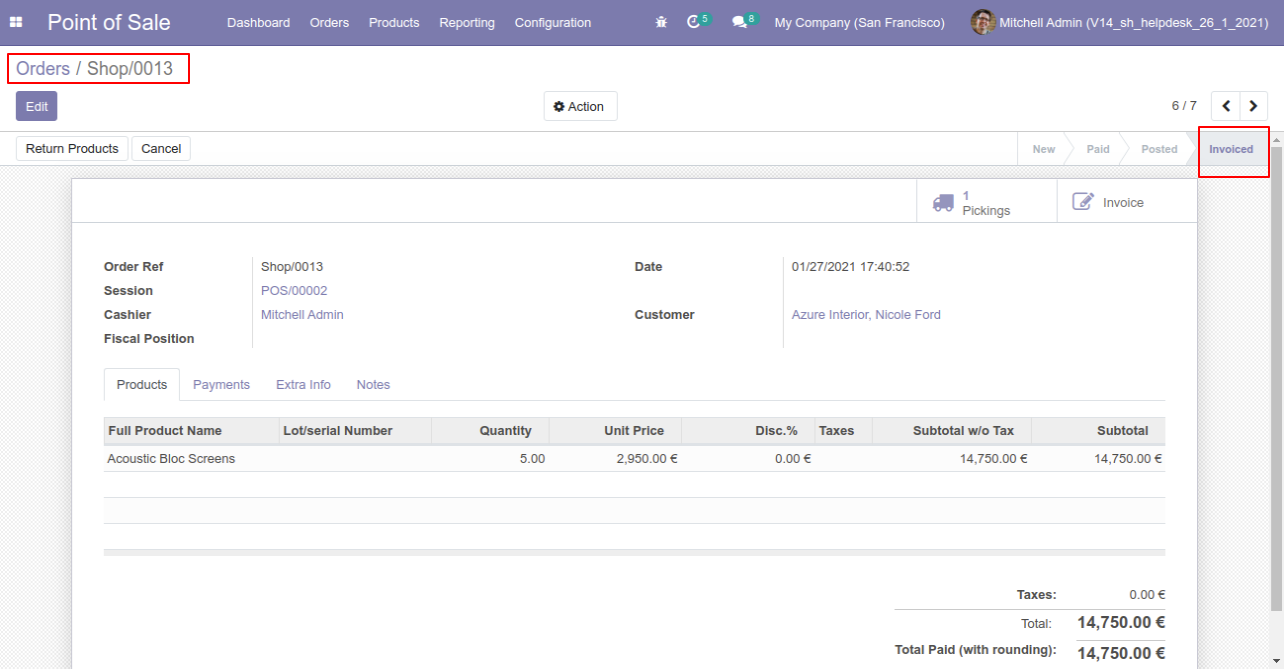 Point of Sale Dashboard Orders Products Reporting Configuration 5 8 My Company (San Francisco) Mitchell Admin (V14_sh_helpdesk_26_1_2021)
Orders / Shop/0013
Edit Action 6 / 7
Return Products Cancel New Paid Posted Invoiced
1
Pickings
Invoice
Order Ref Shop/0013 Date 01/27/2021 17:40:52
Session POS/00002
Cashier Mitchell Admin Customer Azure Interior, Nicole Ford
Fiscal Position
Products Payments Extra Info Notes
Full Product Name Lot/serial Number Quantity Unit Price Disc.% Taxes Subtotal w/o Tax Subtotal
Acoustic Bloc Screens 5.00 2,950.00 € 0.00 € 14,750.00 € 14,750.00 €
Taxes: 0.00 €
Total: 14,750.00 €
Total Paid (with rounding): 14,750.00 €